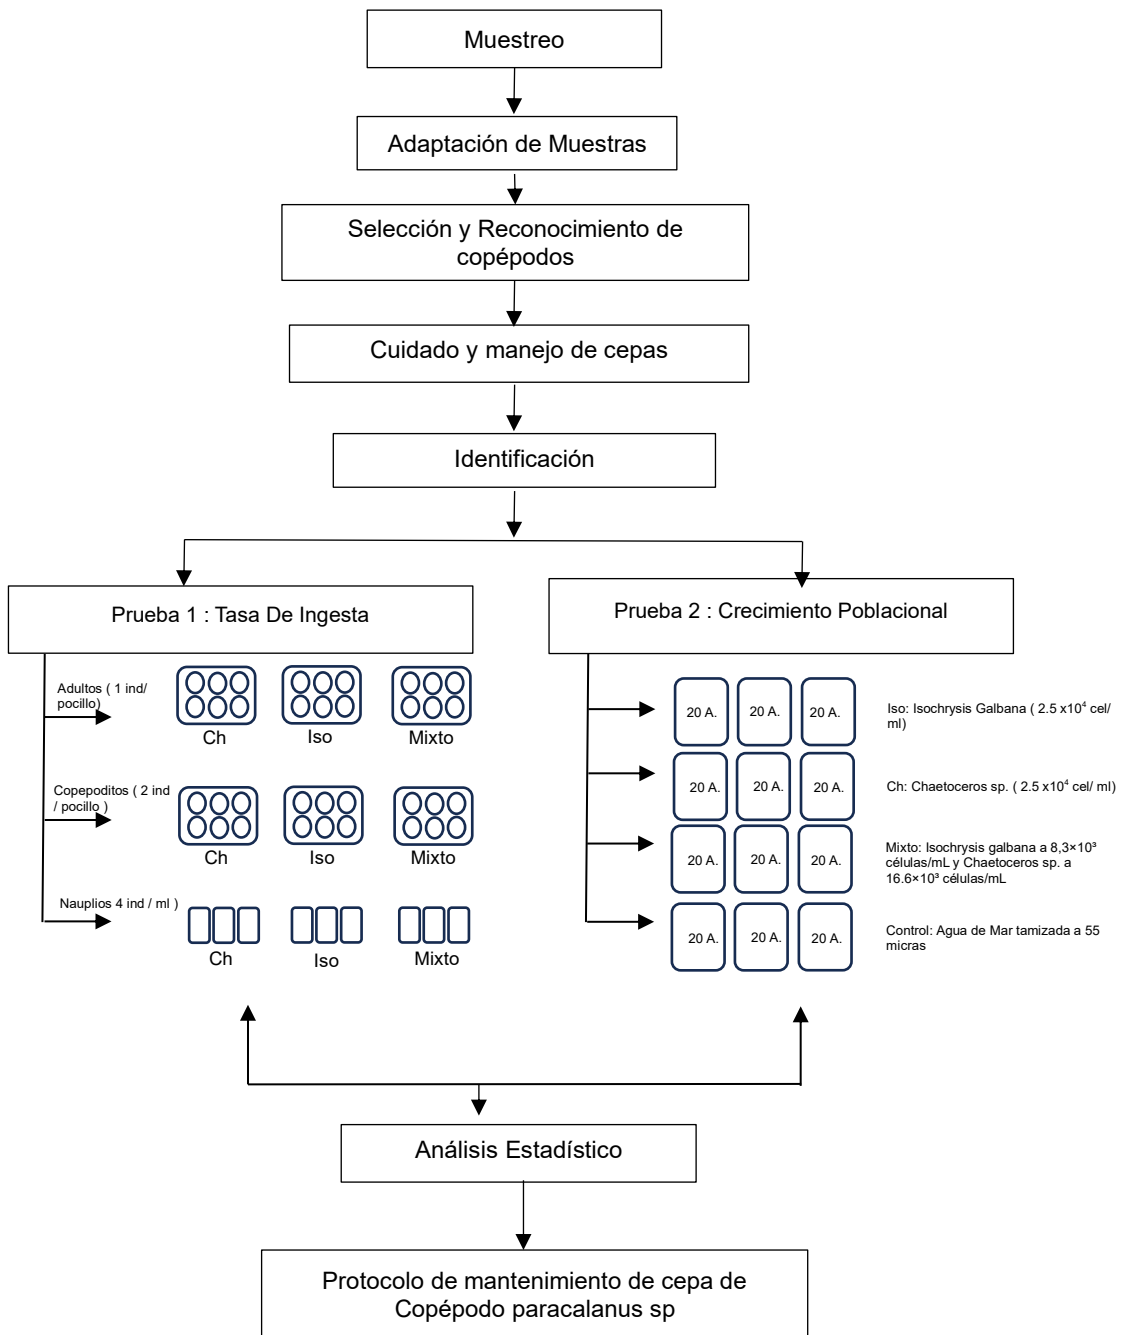 Muestreo
Adaptación de Muestras
Selección y Reconocimiento de
copépodos
Cuidado y manejo de cepas
Identificación
Prueba 1 : Tasa De Ingesta
Adultos ( 1 ind/
pocillo)
Ch
Iso
Mixto
Copepoditos ( 2 ind
/ pocillo )
Ch
Iso
Mixto
Nauplios 4 ind / ml )
Ch
Iso
Mixto
Prueba 2 : Crecimiento Poblacional
20 A. 20 A. 20 A.
Iso: Isochrysis Galbana ( 2.5 x10⁴ cel/
ml)
20 A. 20 A. 20 A.
Ch: Chaetoceros sp. ( 2.5 x10⁴ cel/ ml)
20 A. 20 A. 20 A.
Mixto: Isochrysis galbana a 8,3×10³
células/mL y Chaetoceros sp. a
16.6×10³ células/mL
20 A. 20 A. 20 A.
Control: Agua de Mar tamizada a 55
micras
Análisis Estadístico
Protocolo de mantenimiento de cepa de
Copépodo paracalanus sp